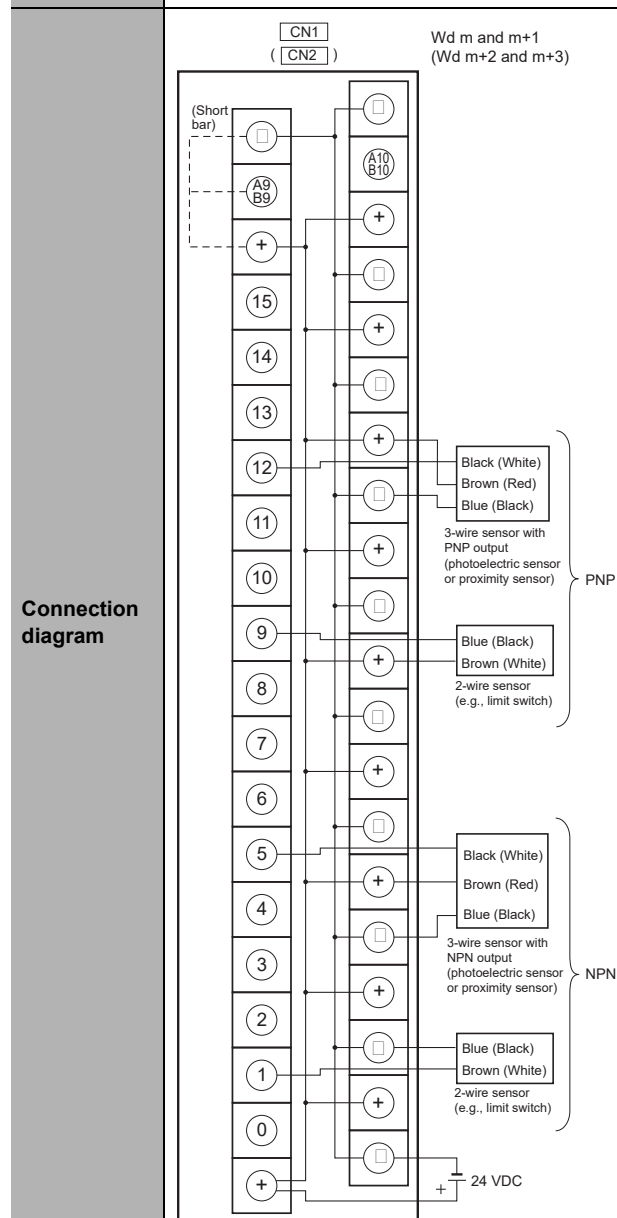 CN1
( CN2 )
Wd m and m+1
(Wd m+2 and m+3)
(Short
bar)
A10
B10
A9
B9
+
+
15
+
14
13
+
12
Black (White)
Brown (Red)
Blue (Black)
11
3-wire sensor with
PNP output
(photoelectric sensor
or proximity sensor)
+
10
PNP
Connection
diagram
9
Blue (Black)
+
Brown (White)
8
2-wire sensor
(e.g., limit switch)
7
+
6
5
Black (White)
+
Brown (Red)
4
Blue (Black)
3
3-wire sensor with
NPN output
(photoelectric sensor
or proximity sensor)
NPN
+
2
Blue (Black)
1
Brown (White)
2-wire sensor
(e.g., limit switch)
+
0
+
+
24 VDC